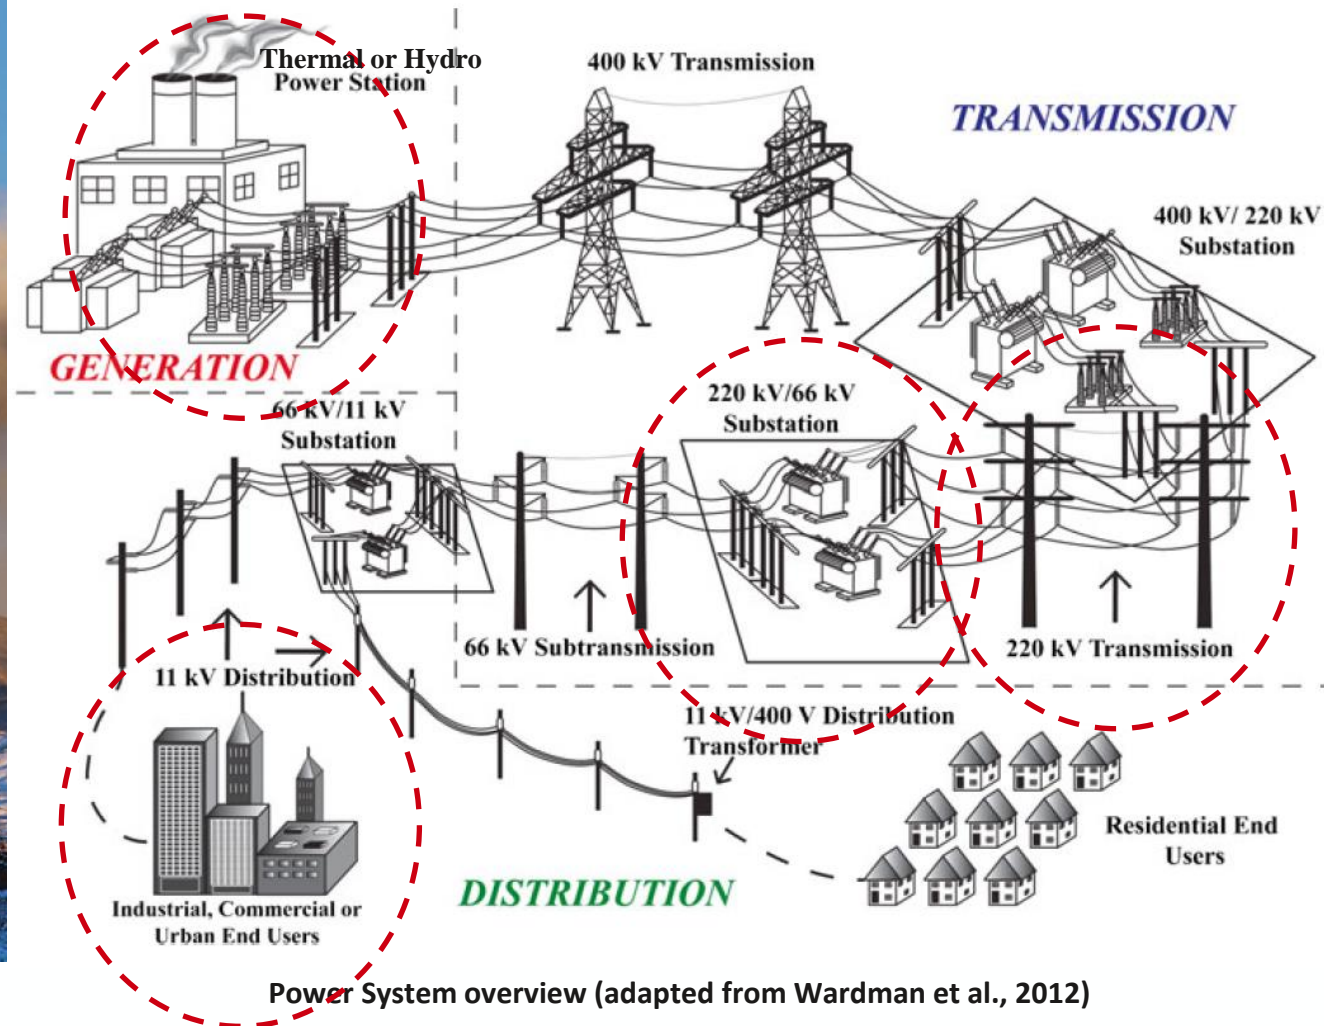 Thermal or Hydro
Power Station
400 kV Transmission
TRANSMISSION
400 kV/ 220 kV
Substation
GENERATION
66 kV/11 kV
Substation
220 kV/66 kV
Substation
66 kV Subtransmission
220 kV Transmission
11 kV Distribution
11 kV/400 V Distribution
Transformer
Residential End
Users
DISTRIBUTION
Industrial, Commercial or
Urban End Users
Power System overview (adapted from Wardman et al., 2012)